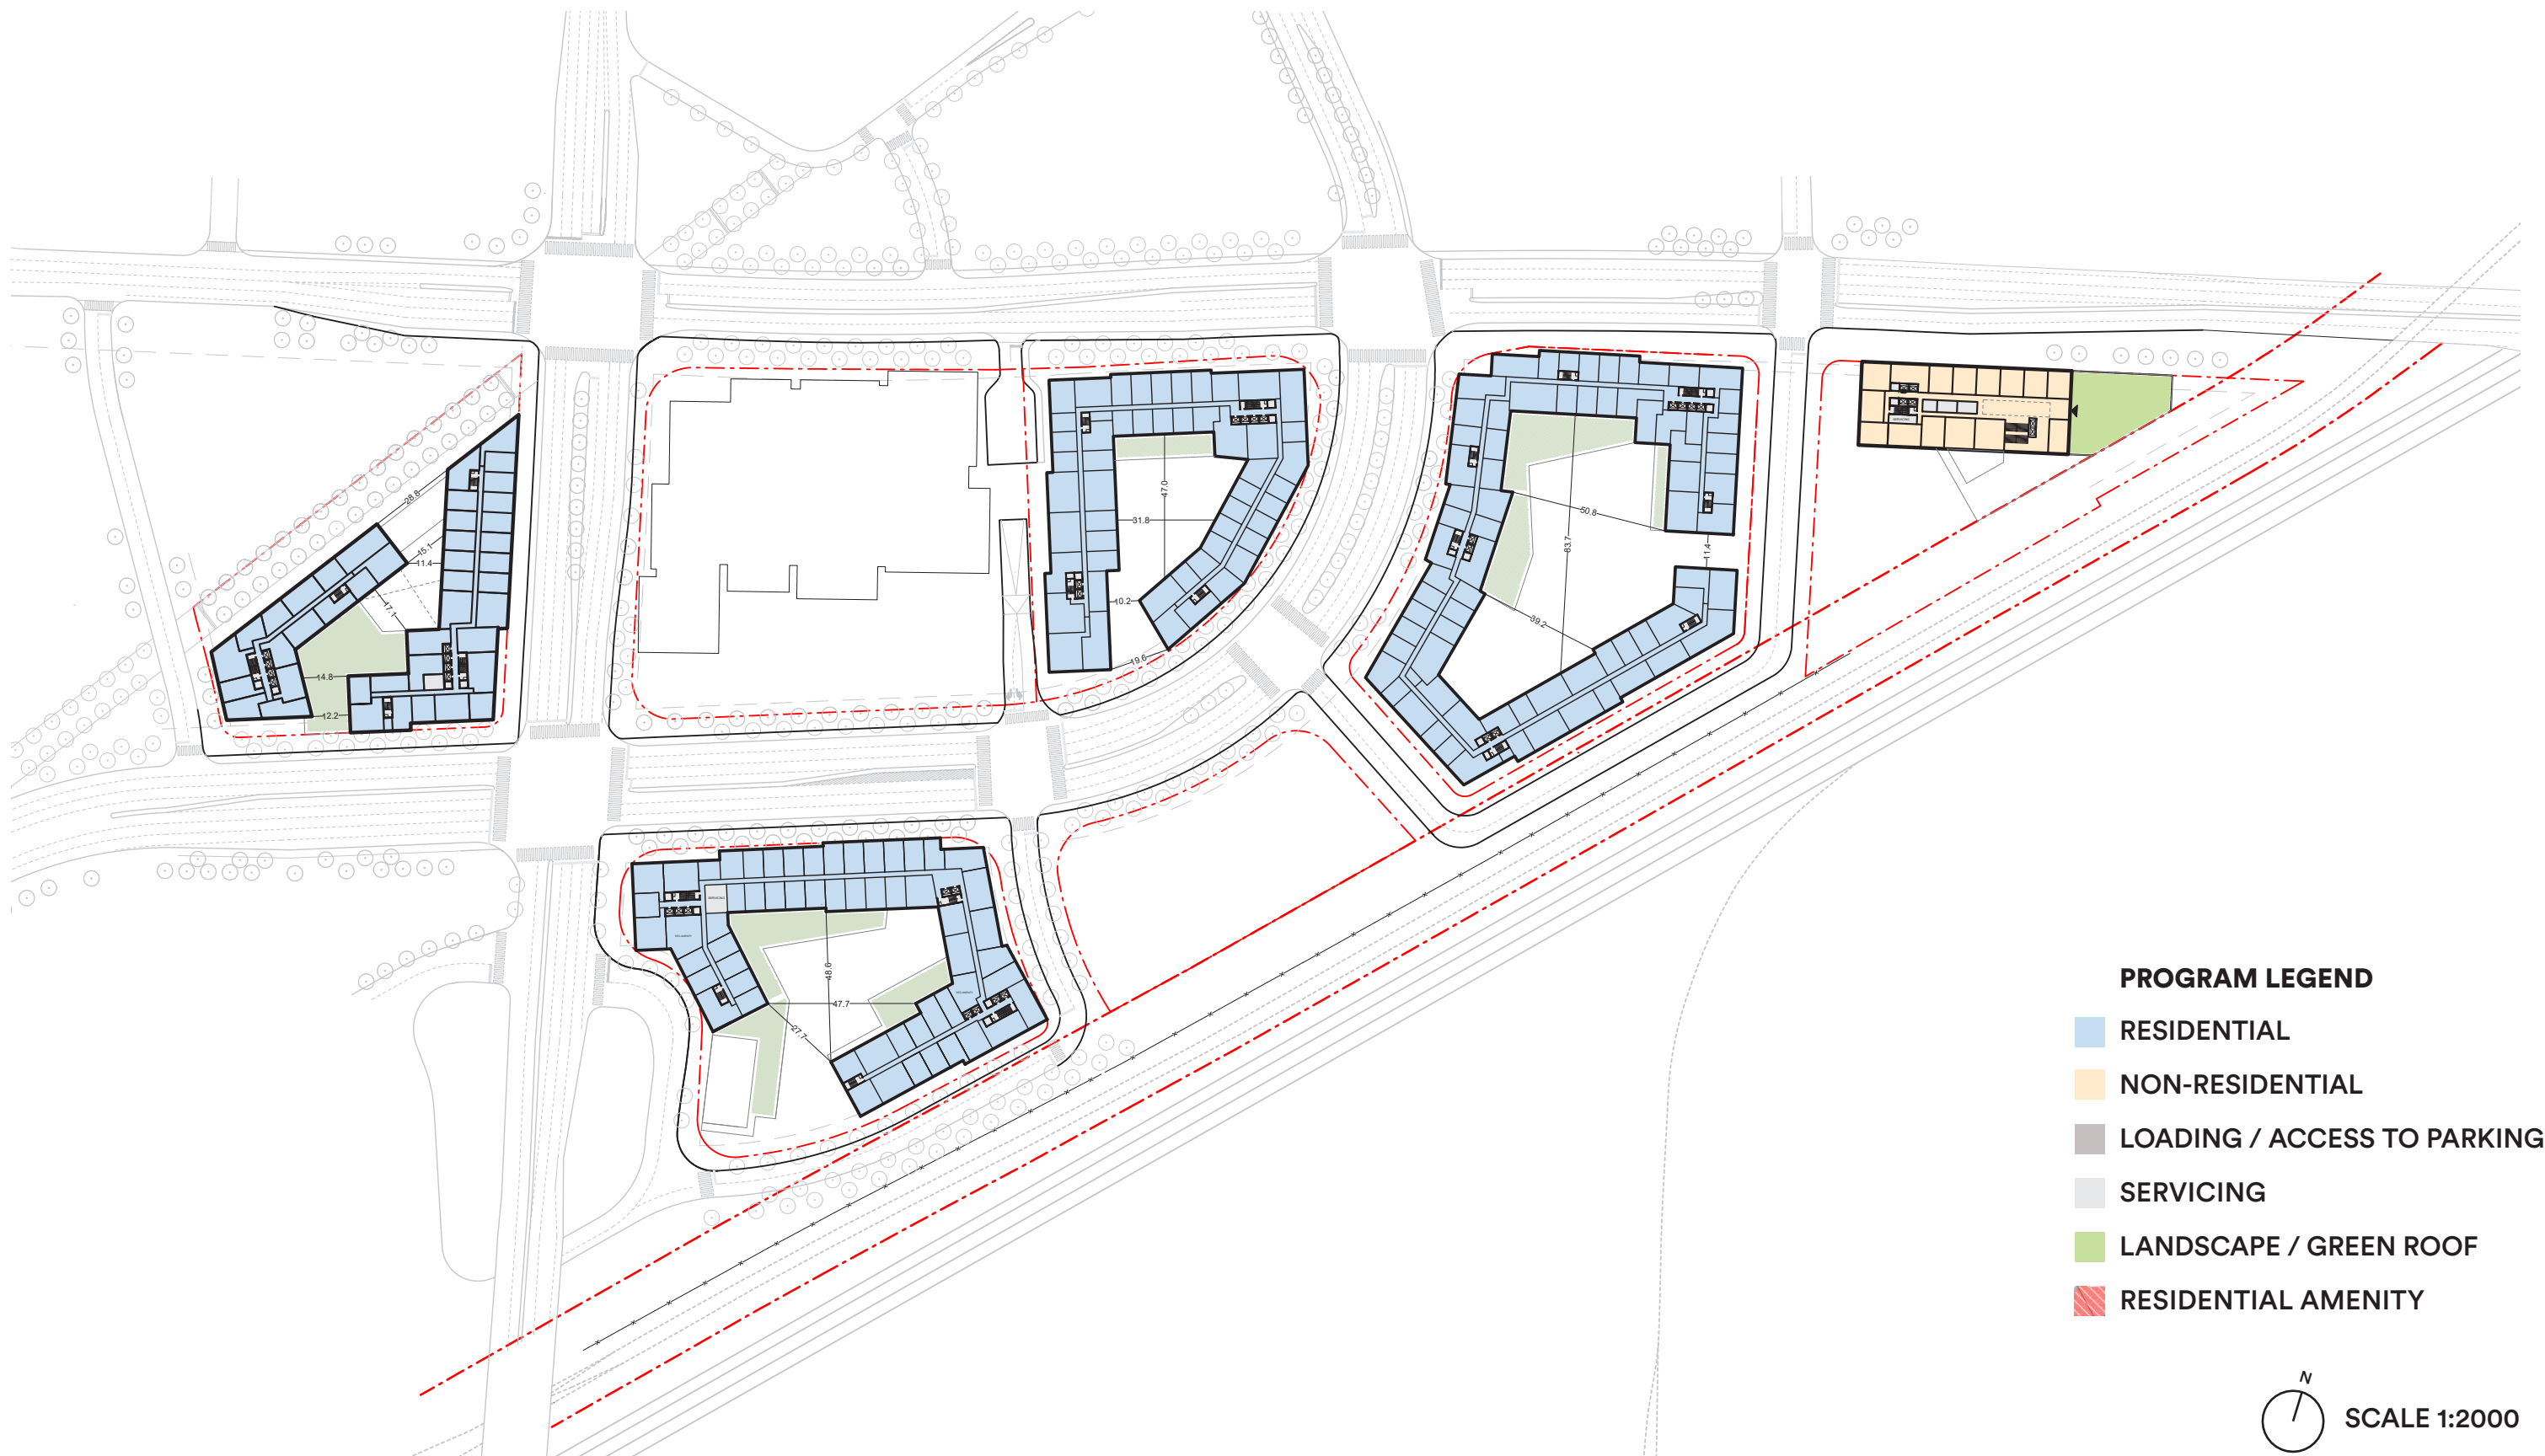 28.8
15.1
11.4
17.1
14.8
12.2
47.0
31.8
10.2
19.6
50.8
83.7
11.4
39.2
48.6
47.7
27.7
PROGRAM LEGEND
RESIDENTIAL
NON-RESIDENTIAL
LOADING / ACCESS TO PARKING
SERVICING
LANDSCAPE / GREEN ROOF
RESIDENTIAL AMENITY
N
SCALE 1:2000